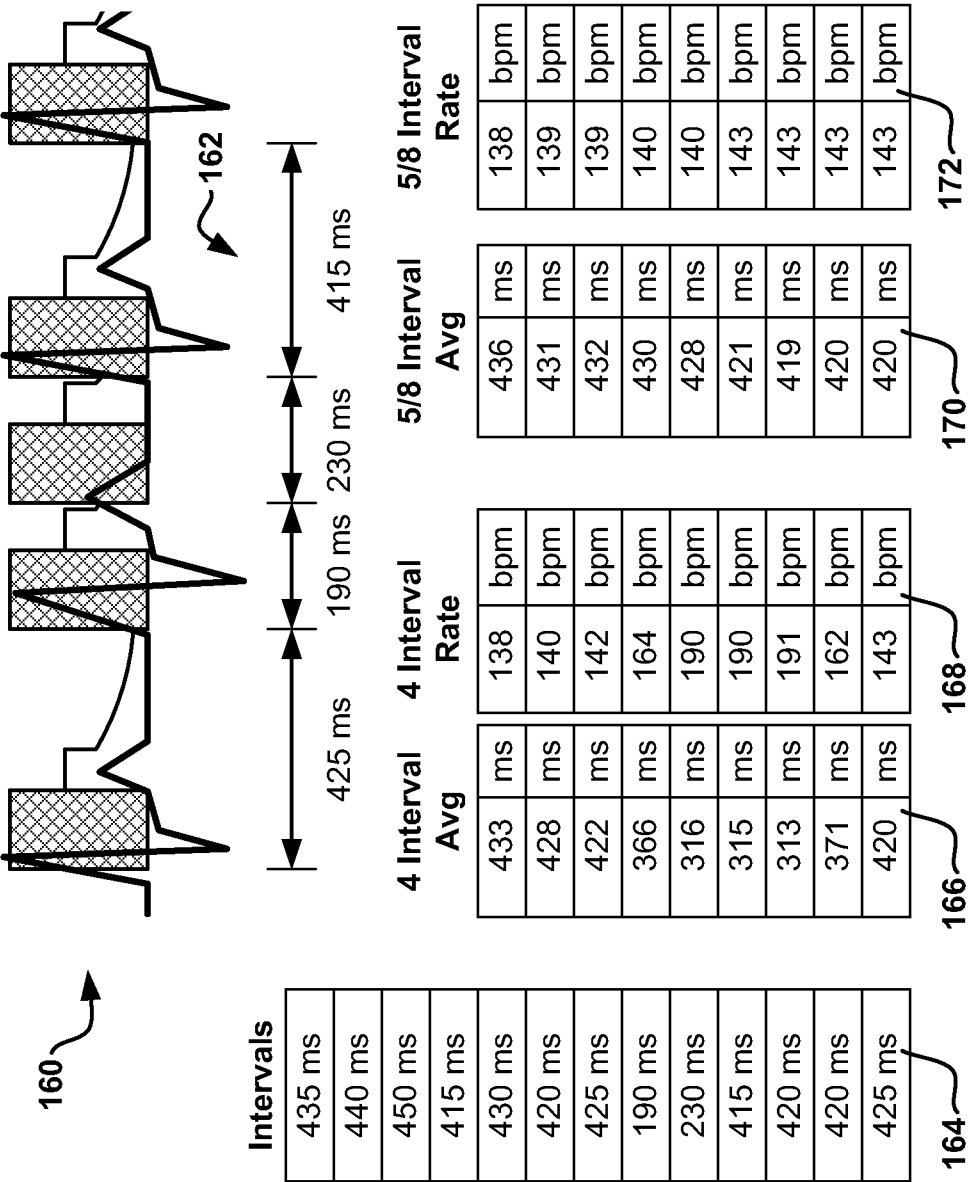 160
162
425 ms
190 ms
230 ms
415 ms
Intervals
435 ms
440 ms
450 ms
415 ms
430 ms
420 ms
425 ms
190 ms
230 ms
415 ms
420 ms
420 ms
425 ms
164
4 Interval
Avg
433 ms
428 ms
422 ms
366 ms
316 ms
315 ms
313 ms
371 ms
420 ms
166
4 Interval
Rate
138 bpm
140 bpm
142 bpm
164 bpm
190 bpm
190 bpm
191 bpm
162 bpm
143 bpm
168
5/8 Interval
Avg
436 ms
431 ms
432 ms
430 ms
428 ms
421 ms
419 ms
420 ms
420 ms
170
5/8 Interval
Rate
138 bpm
139 bpm
139 bpm
140 bpm
140 bpm
143 bpm
143 bpm
143 bpm
143 bpm
172